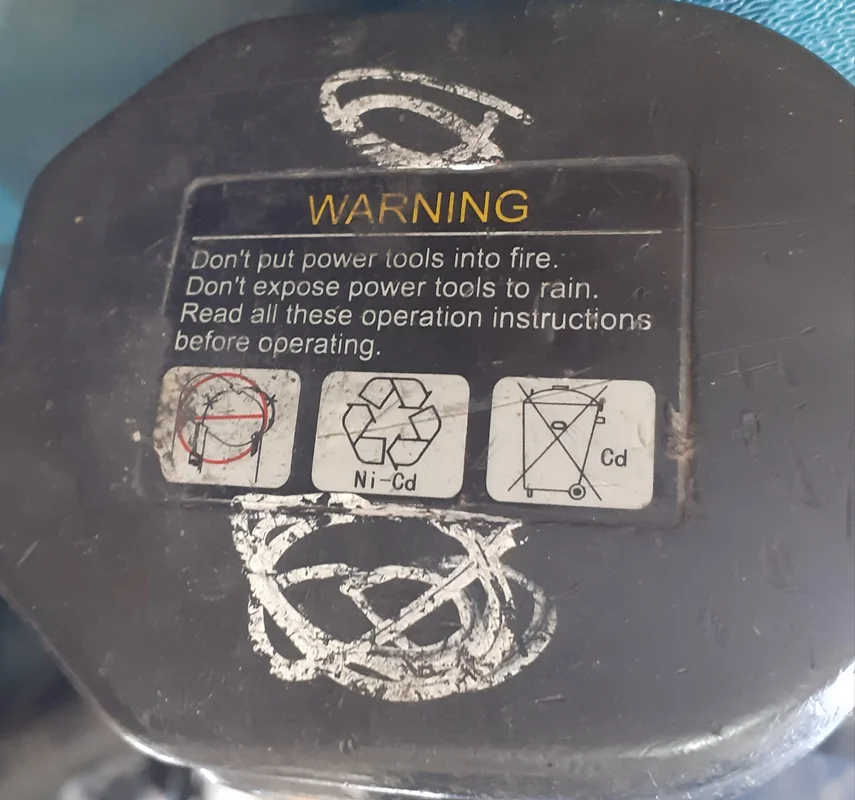 WARNING
Don't put power tools into fire.
Don't expose power tools to rain.
Read all these operation instructions
before operating.
Ni-Cd
Cd